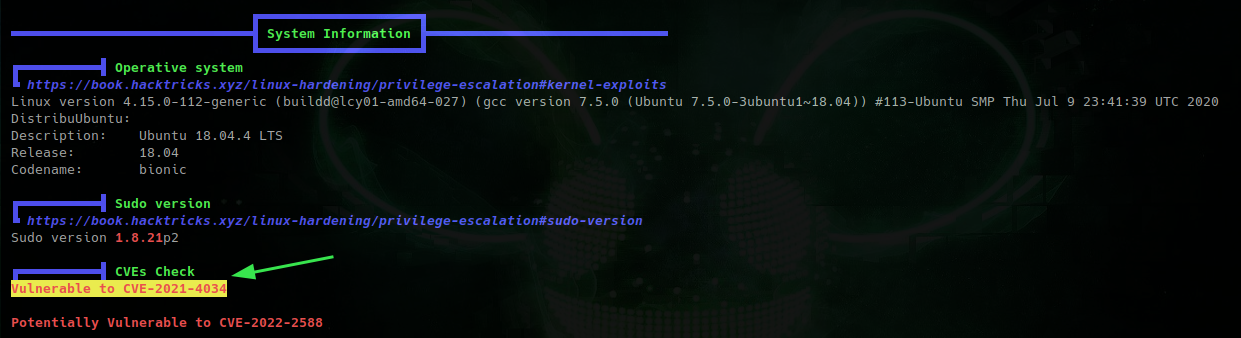 System Information
Operative system
https://book.hacktricks.xyz/linux-hardening/privilege-escalation#kernel-exploits
Linux version 4.15.0-112-generic (buildd@lcy01-amd64-027) (gcc version 7.5.0 (Ubuntu 7.5.0-3ubuntu1~18.04)) #113-Ubuntu SMP Thu Jul 9 23:41:39 UTC 2020
DistribuUbuntu:
Description:    Ubuntu 18.04.4 LTS
Release:        18.04
Codename:       bionic
Sudo version
https://book.hacktricks.xyz/linux-hardening/privilege-escalation#sudo-version
Sudo version 1.8.21p2
CVEs Check
Vulnerable to CVE-2021-4034
Potentially Vulnerable to CVE-2022-2588